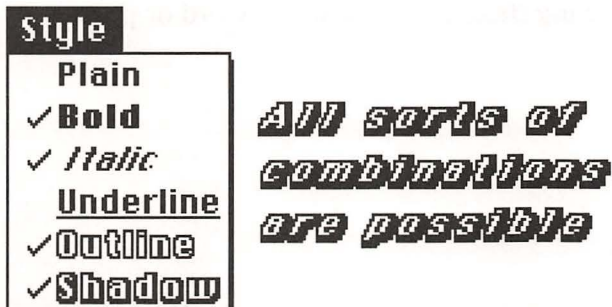 Style
Plain
✓Bold
✓Italic
Underline
✓Outline
✓Shadow
All sorts of
combinations
are possible